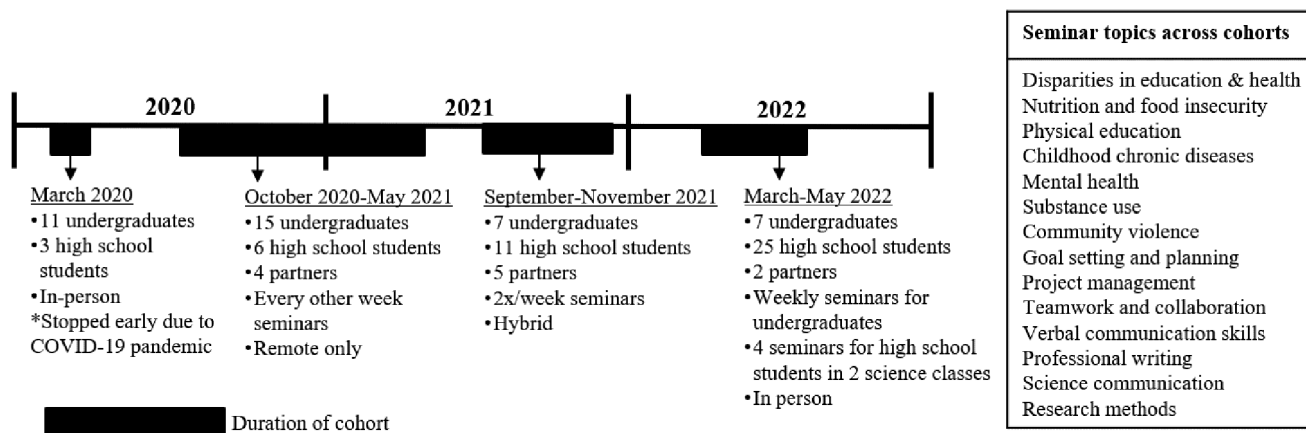 2020
2021
2022
March 2020
•11 undergraduates
•3 high school
students
•In-person
*Stopped early due to
COVID-19 pandemic
October 2020-May 2021
•15 undergraduates
•6 high school students
•4 partners
•Every other week
seminars
•Remote only
September-November 2021
•7 undergraduates
•11 high school students
•5 partners
•2x/week seminars
•Hybrid
March-May 2022
•7 undergraduates
•25 high school students
•2 partners
•Weekly seminars for
undergraduates
•4 seminars for high school
students in 2 science classes
•In person
Duration of cohort
Seminar topics across cohorts
Disparities in education & health
Nutrition and food insecurity
Physical education
Childhood chronic diseases
Mental health
Substance use
Community violence
Goal setting and planning
Project management
Teamwork and collaboration
Verbal communication skills
Professional writing
Science communication
Research methods